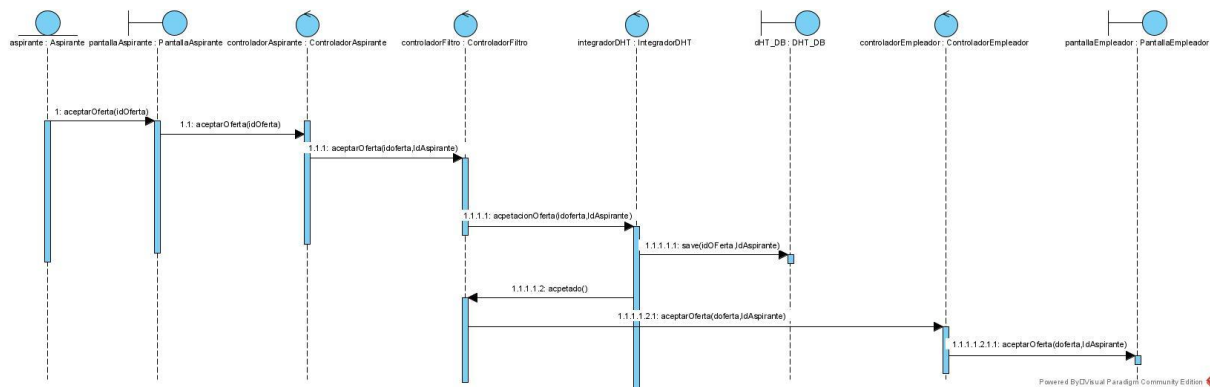 aspirante : Aspirante
pantallaAspirante : PantallaAspirante
controladorAspirante : ControladorAspirante
controladorFiltro : ControladorFiltro
integradorDHT : IntegradorDHT
dHT_DB : DHT_DB
controladorEmpleador : ControladorEmpleador
pantallaEmpleador : PantallaEmpleador
1: aceptarOferta(idOferta)
1.1: aceptarOferta(idOferta)
1.1.1: aceptarOferta(idoferta,IdAspirante)
1.1.1.1: acpetacionOferta(idoferta,IdAspirante)
1.1.1.1.1: save(idOFerta,IdAspirante)
1.1.1.1.2: acpetado()
1.1.1.1.2.1: aceptarOferta(doferta,IdAspirante)
1.1.1.1.2.1.1: aceptarOferta(doferta,IdAspirante)
Powered By Visual Paradigm Community Edition